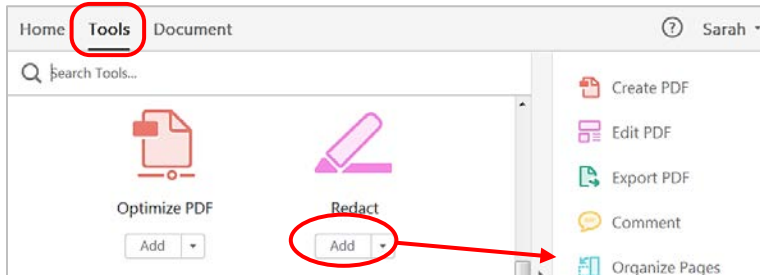 Home Tools Document ? Sarah
Search Tools...
Create PDF
Edit PDF
Export PDF
Comment
Organize Pages
Optimize PDF Redact
Add Add